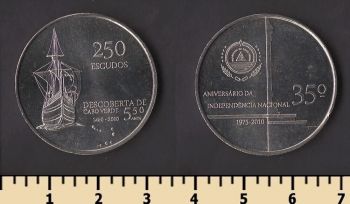 250
ESCUDOS
DESCOBERTA DE
CABO VERDE 550
1460 - 2010 ANOS
ANIVERSÁRIO DA
INDEPENDÊNCIA NACIONAL 35º
1975-2010
1 2 3 4 5 6 7